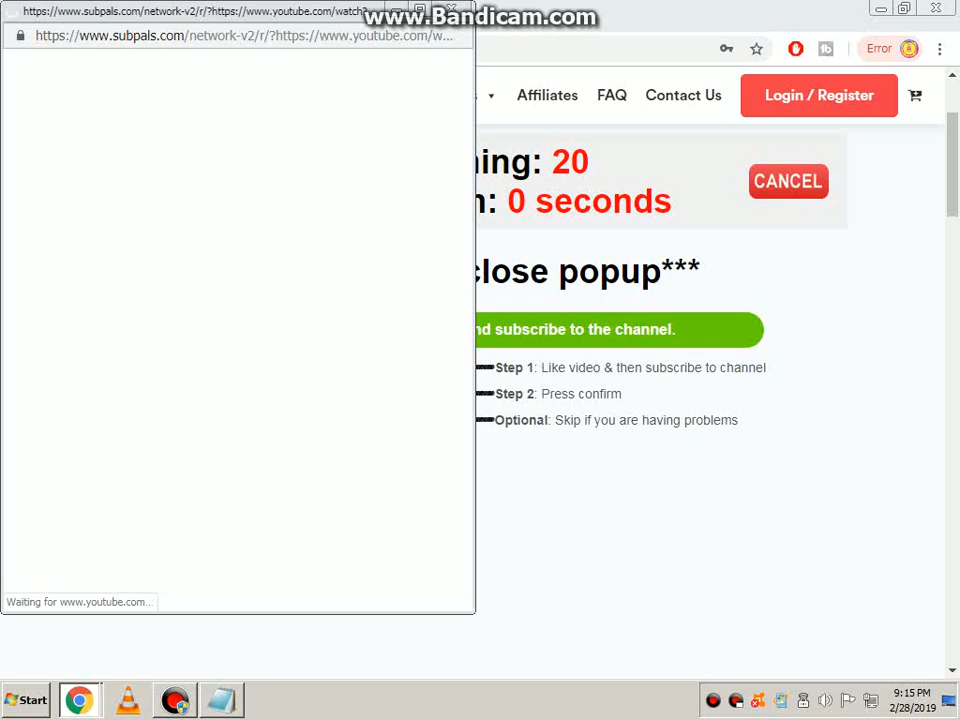 https://www.subpals.com/network-v2/r/?https://www.youtube.com/watch?
www.Bandicam.com
https://www.subpals.com/network-v2/r/?https://www.youtube.com/w...
Error
Affiliates
FAQ
Contact Us
Login / Register
ing: 20
CANCEL
n: 0 seconds
close popup***
nd subscribe to the channel.
Step 1: Like video & then subscribe to channel
Step 2: Press confirm
Optional: Skip if you are having problems
Waiting for www.youtube.com...
Start
9:15 PM
2/28/2019